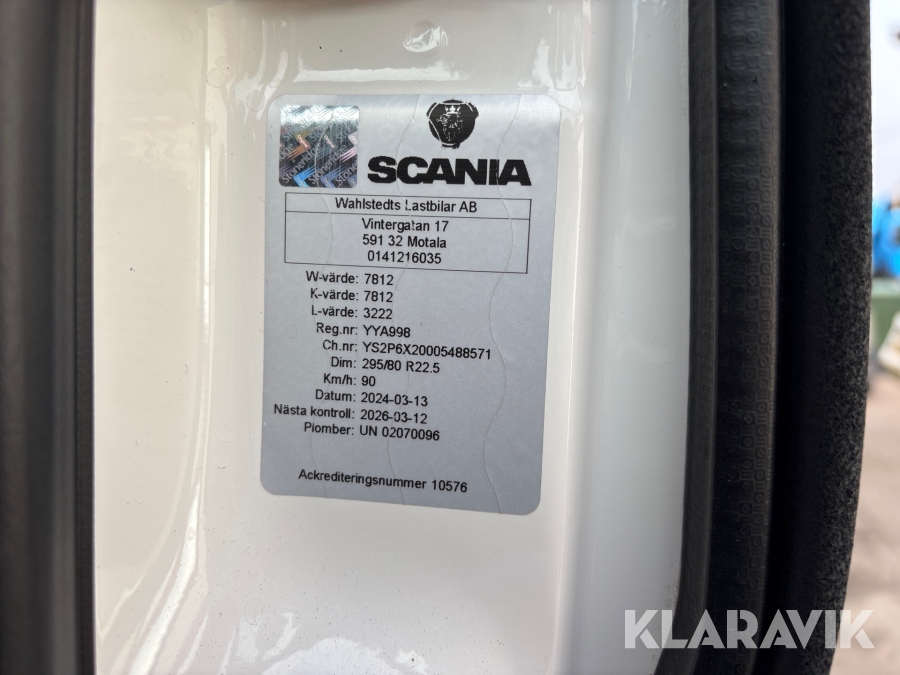 SCANIA
Wahlstedts Lastbilar AB
Vintergatan 17
591 32 Motala
0141216035
W-värde: 7812
K-värde: 7812
L-värde: 3222
Reg.nr: YYA998
Ch.nr: YS2P6X20005488571
Dim: 295/80 R22.5
Km/h: 90
Datum: 2024-03-13
Nästa kontroll: 2026-03-12
Plomber: UN 02070096
Ackrediteringsnummer 10576
KLARAVIK